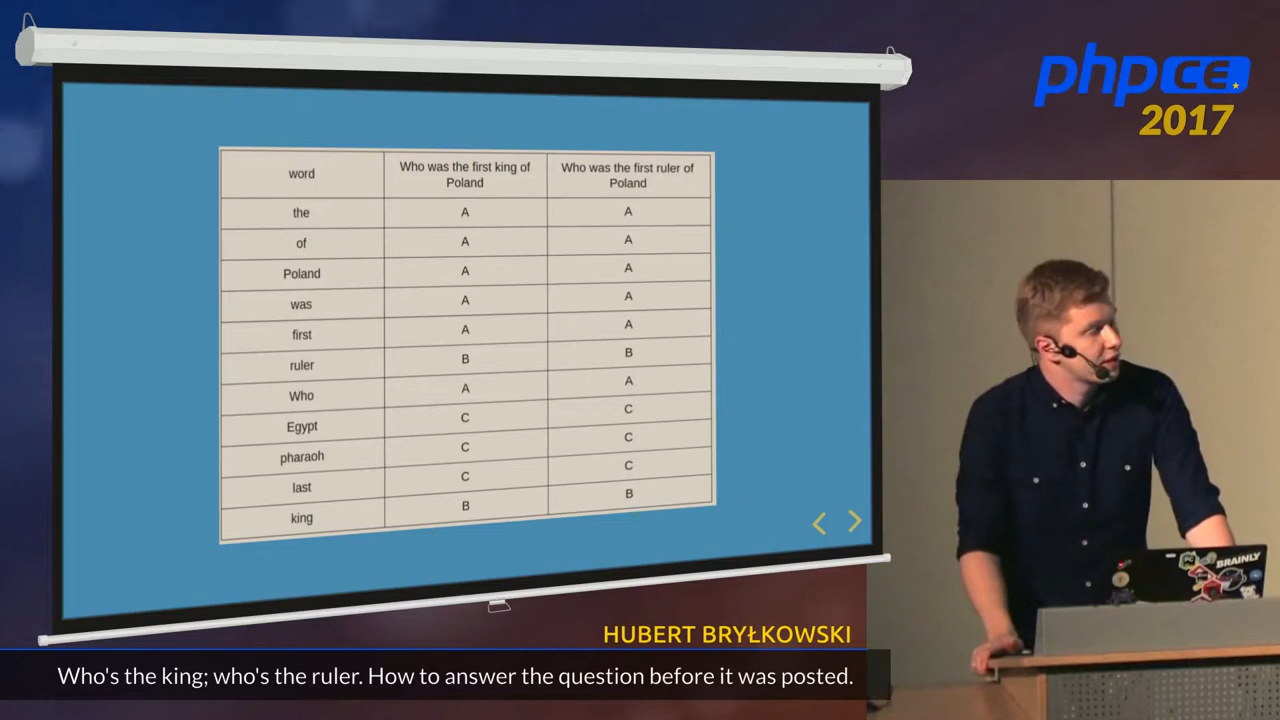 phpCE
2017
word Who was the first king of Poland Who was the first ruler of Poland
the A A
of A A
Poland A A
was A A
first A A
ruler B B
Who A A
Egypt C C
pharaoh C C
last C C
king B B
BRAINLY
HUBERT BRYŁKOWSKI
Who's the king; who's the ruler. How to answer the question before it was posted.